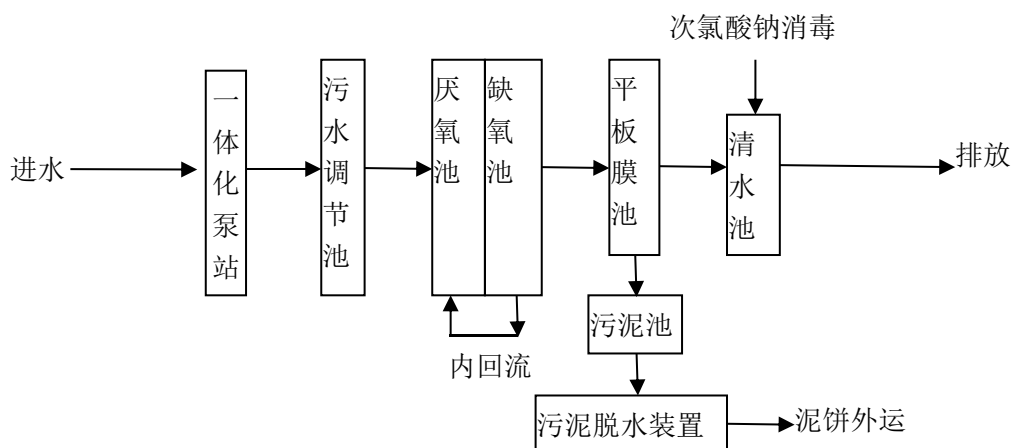 次氯酸钠消毒
进水
一体化泵站
污水调节池
厌氧池
缺氧池
平板膜池
清水池
排放
内回流
污泥池
污泥脱水装置
泥饼外运